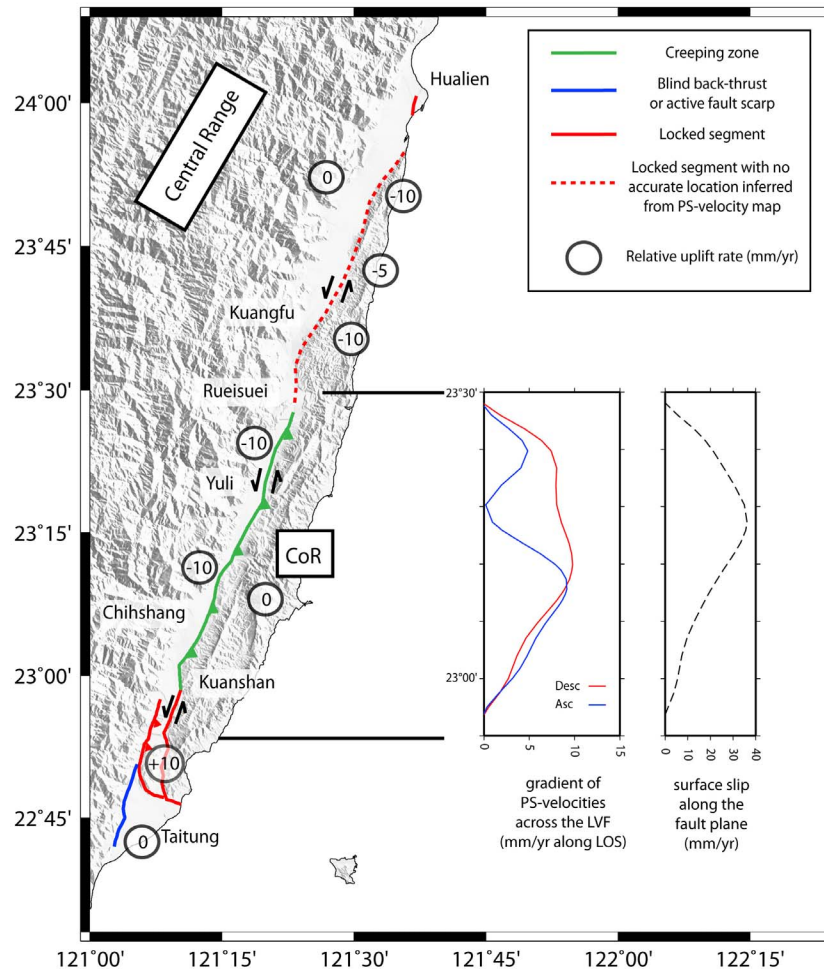 Hualien
24°00'
Central Range
0
-10
23°45'
-5
Kuangfu
-10
23°30'
Rueisuei
-10
Yuli
23°15'
CoR
-10
0
Chihshang
23°00'
Kuanshan
+10
22°45'
Taitung
0
121°00'
121°15'
121°30'
121°45'
122°00'
122°15'
Creeping zone
Blind back-thrust
or active fault scarp
Locked segment
Locked segment with no
accurate location inferred
from PS-velocity map
Relative uplift rate (mm/yr)
23°30'
23°00'
Desc
Asc
0
5
10
15
gradient of
PS-velocities
across the LVF
(mm/yr along LOS)
0
10
20
30
40
surface slip
along the
fault plane
(mm/yr)